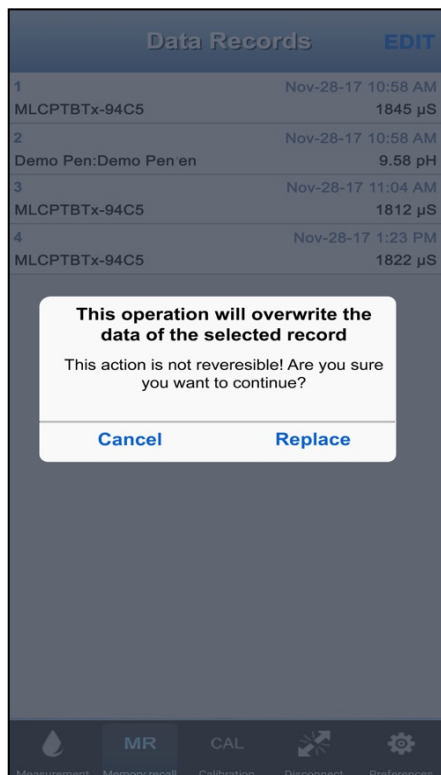 Data Records EDIT
1 Nov-28-17 10:58 AM
MLCPTBTx-94C5 1845 µS
2 Nov-28-17 10:58 AM
Demo Pen:Demo Pen en 9.58 pH
3 Nov-28-17 11:04 AM
MLCPTBTx-94C5 1812 µS
4 Nov-28-17 1:23 PM
MLCPTBTx-94C5 1822 µS
This operation will overwrite the
data of the selected record
This action is not reveresible! Are you sure
you want to continue?
Cancel Replace
MR CAL
Measurement Memory recall Calibration Disconnect Preferences